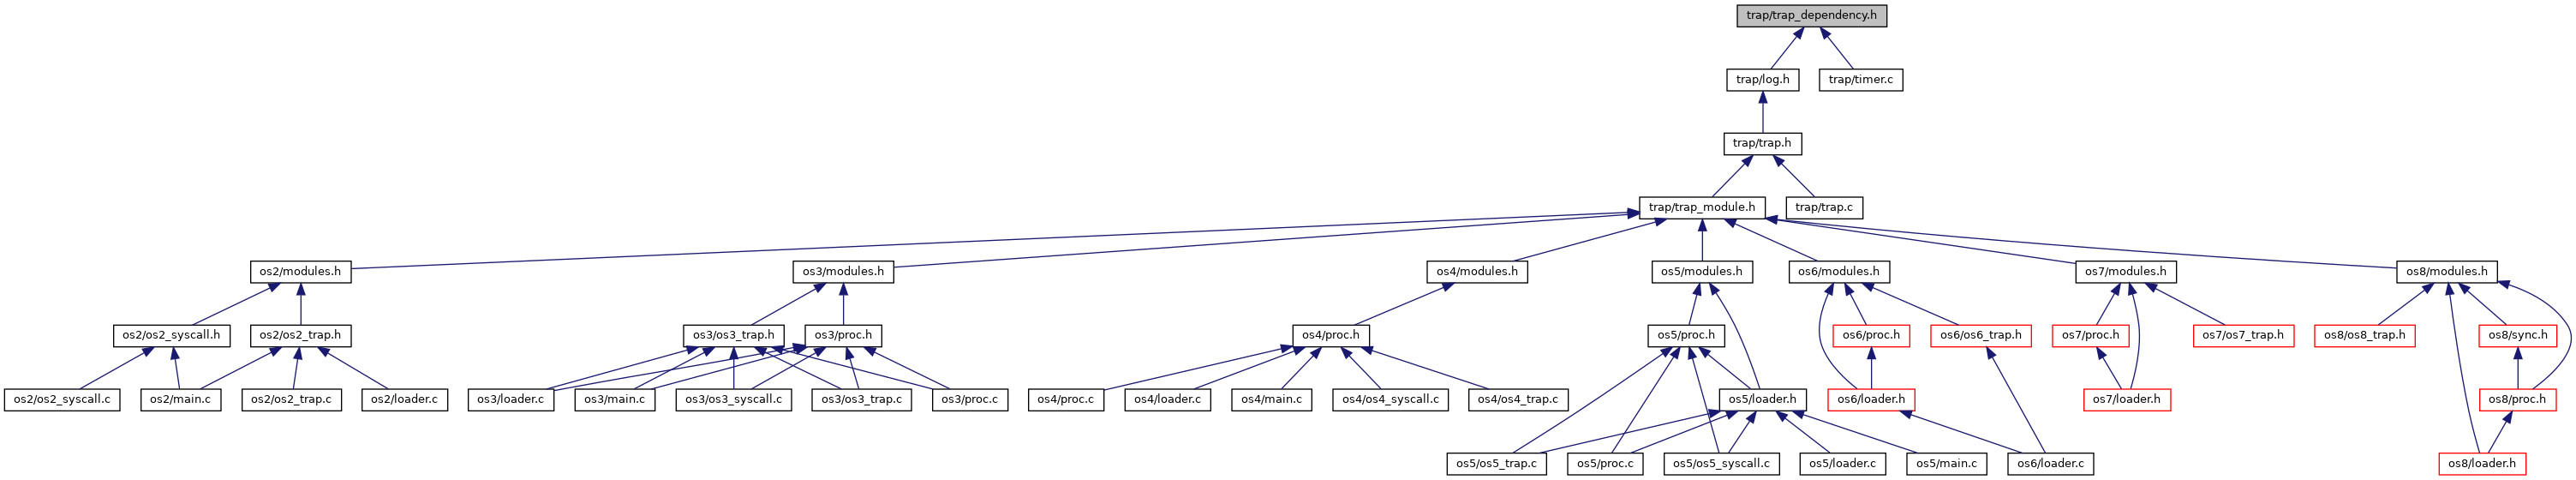 trap/trap_dependency.h
trap/log.h
trap/timer.c
trap/trap.h
trap/trap_module.h
trap/trap.c
os2/modules.h
os3/modules.h
os4/modules.h
os5/modules.h
os6/modules.h
os7/modules.h
os8/modules.h
os2/os2_syscall.h
os2/os2_trap.h
os3/os3_trap.h
os3/proc.h
os4/proc.h
os5/proc.h
os6/proc.h
os6/os6_trap.h
os7/proc.h
os7/os7_trap.h
os8/os8_trap.h
os8/sync.h
os2/os2_syscall.c
os2/main.c
os2/os2_trap.c
os2/loader.c
os3/loader.c
os3/main.c
os3/os3_syscall.c
os3/os3_trap.c
os3/proc.c
os4/proc.c
os4/loader.c
os4/main.c
os4/os4_syscall.c
os4/os4_trap.c
os5/loader.h
os6/loader.h
os7/loader.h
os8/proc.h
os5/os5_trap.c
os5/proc.c
os5/os5_syscall.c
os5/loader.c
os5/main.c
os6/loader.c
os8/loader.h